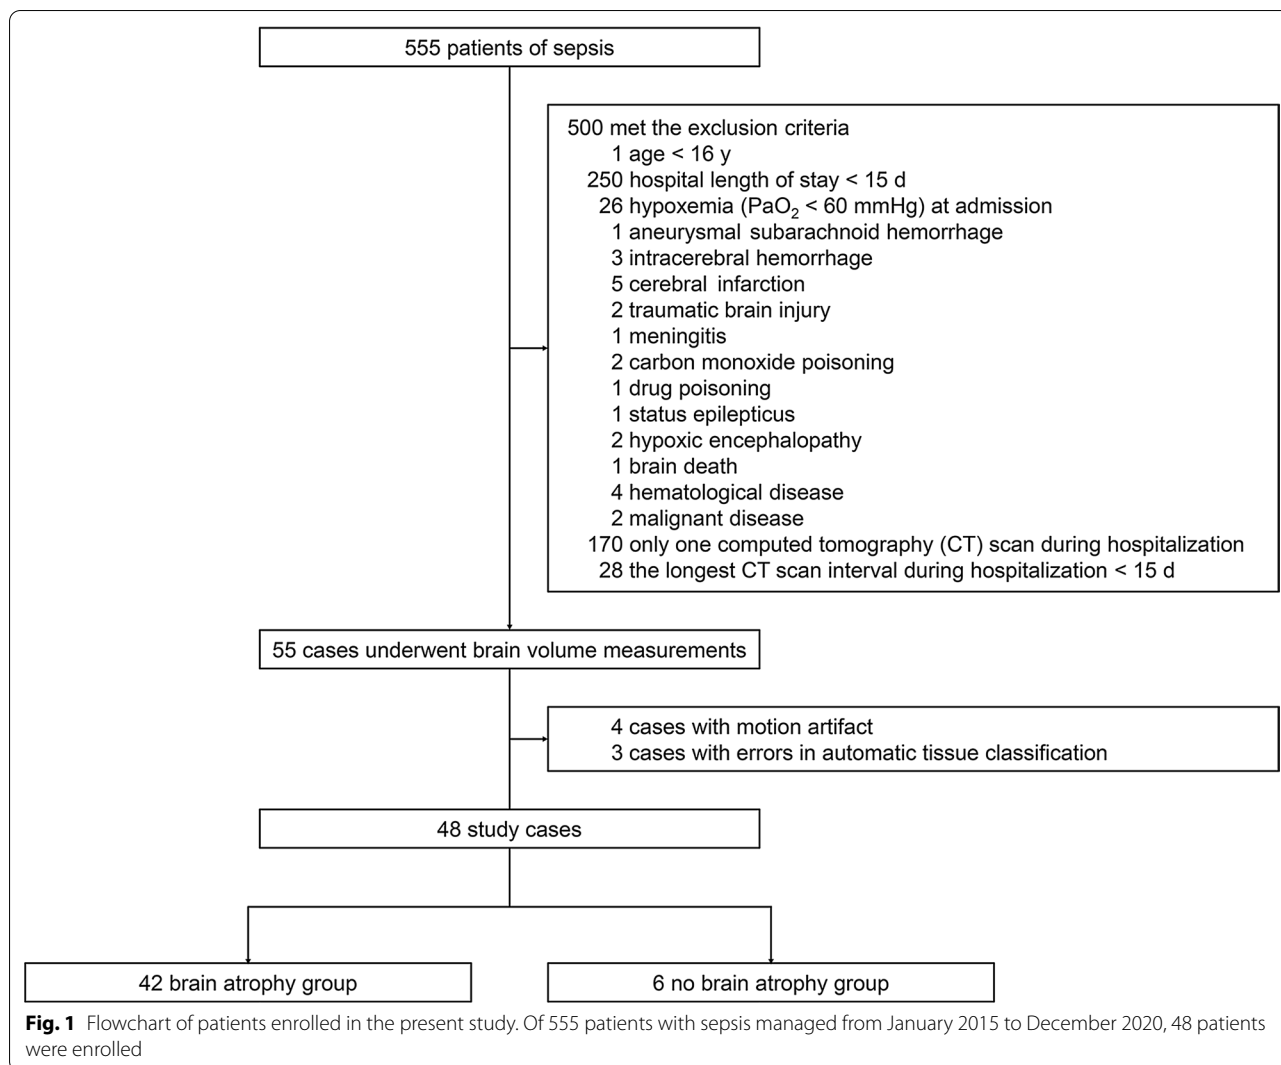 555 patients of sepsis
500 met the exclusion criteria
1 age < 16 y
250 hospital length of stay < 15 d
26 hypoxemia (PaO₂ < 60 mmHg) at admission
1 aneurysmal subarachnoid hemorrhage
3 intracerebral hemorrhage
5 cerebral infarction
2 traumatic brain injury
1 meningitis
2 carbon monoxide poisoning
1 drug poisoning
1 status epilepticus
2 hypoxic encephalopathy
1 brain death
4 hematological disease
2 malignant disease
170 only one computed tomography (CT) scan during hospitalization
28 the longest CT scan interval during hospitalization < 15 d
55 cases underwent brain volume measurements
4 cases with motion artifact
3 cases with errors in automatic tissue classification
48 study cases
42 brain atrophy group
6 no brain atrophy group
Fig. 1 Flowchart of patients enrolled in the present study. Of 555 patients with sepsis managed from January 2015 to December 2020, 48 patients
were enrolled